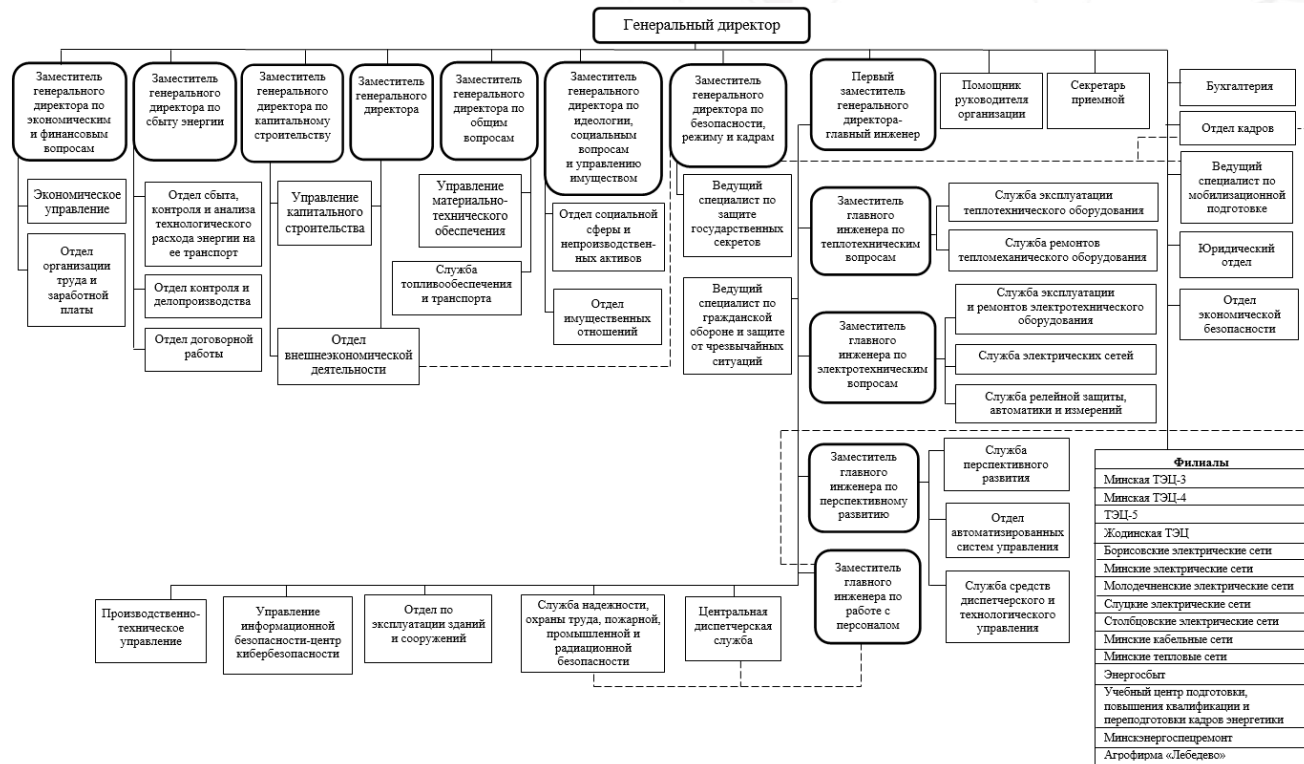 Генеральный директор
Заместитель
генерального
директора по
экономическим
и финансовым
вопросам
Заместитель
генерального
директора по
сбыту энергии
Заместитель
генерального
директора по
капитальному
строительству
Заместитель
генерального
директора
Заместитель
генерального
директора по
общим
вопросам
Заместитель
генерального
директора по
идеологии,
социальным
вопросам
и управлению
имуществом
Заместитель
генерального
директора по
безопасности,
режиму и кадрам
Первый
заместитель
генерального
директора-
главный инженер
Помощник
руководителя
организации
Секретарь
приемной
Бухгалтерия
Отдел кадров
Ведущий
специалист по
мобилизационной
подготовке
Юридический
отдел
Отдел
экономической
безопасности
Экономическое
управление
Отдел
организации
труда и
заработной
платы
Отдел сбыта,
контроля и анализа
технологического
расхода энергии на
ее транспорт
Отдел контроля и
делопроизводства
Отдел договорной
работы
Управление
капитального
строительства
Отдел
внешнеэкономической
деятельности
Управление
материально-
технического
обеспечения
Служба
топливообеспечения
и транспорта
Отдел социальной
сферы и
непроизводствен-
ных активов
Отдел
имущественных
отношений
Ведущий
специалист по
защите
государственных
секретов
Ведущий
специалист по
гражданской
обороне и защите
от чрезвычайных
ситуаций
Заместитель
главного
инженера по
теплотехническим
вопросам
Служба эксплуатации
теплотехнического оборудования
Служба ремонтов
тепломеханического оборудования
Заместитель
главного
инженера по
электротехническим
вопросам
Служба эксплуатации
и ремонтов электротехнического
оборудования
Служба электрических сетей
Служба релейной защиты,
автоматики и измерений
Заместитель
главного
инженера по
перспективному
развитию
Служба
перспективного
развития
Отдел
автоматизированных
систем управления
Служба средств
диспетчерского и
технологического
управления
Заместитель
главного
инженера по
работе с
персоналом
Производственно-
техническое
управление
Управление
информационной
безопасности-центр
кибербезопасности
Отдел по
эксплуатации зданий
и сооружений
Служба надежности,
охраны труда, пожарной,
промышленной и
радиационной
безопасности
Центральная
диспетчерская
служба
Филиалы
Минская ТЭЦ-3
Минская ТЭЦ-4
ТЭЦ-5
Жодинская ТЭЦ
Борисовские электрические сети
Минские электрические сети
Молодечненские электрические сети
Слуцкие электрические сети
Столбцовские электрические сети
Минские кабельные сети
Минские тепловые сети
Энергосбыт
Учебный центр подготовки,
повышения квалификации и
переподготовки кадров энергетики
Минскэнергоспецремонт
Агрофирма «Лебедево»